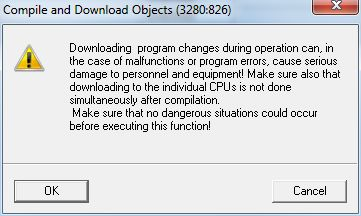 Compile and Download Objects (3280:826)
Downloading  program changes during operation can, in
the case of malfunctions or program errors, cause serious
damage to personnel and equipment! Make sure also that
downloading to the individual CPUs is not done
simultaneously after compilation.
 Make sure that no dangerous situations could occur
before executing this function!
OK
Cancel